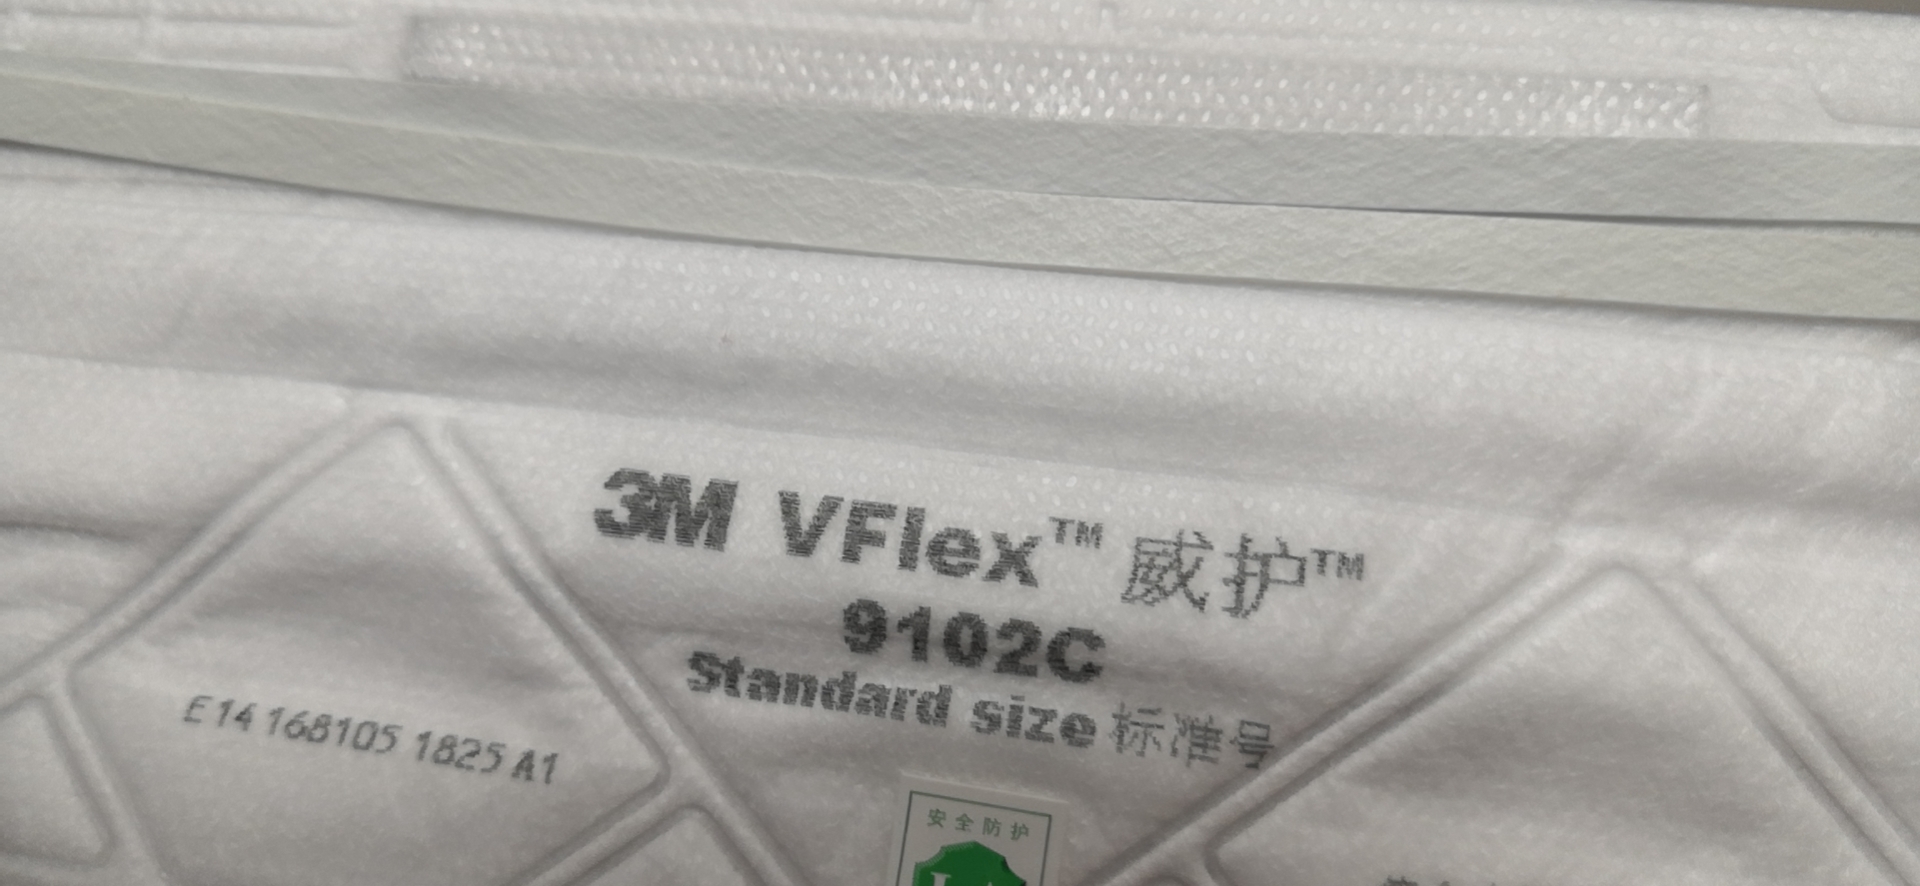 3M VFlex™ 威护™
9102C
Standard size 标准号
E14 168105 1825 A1
安全防护